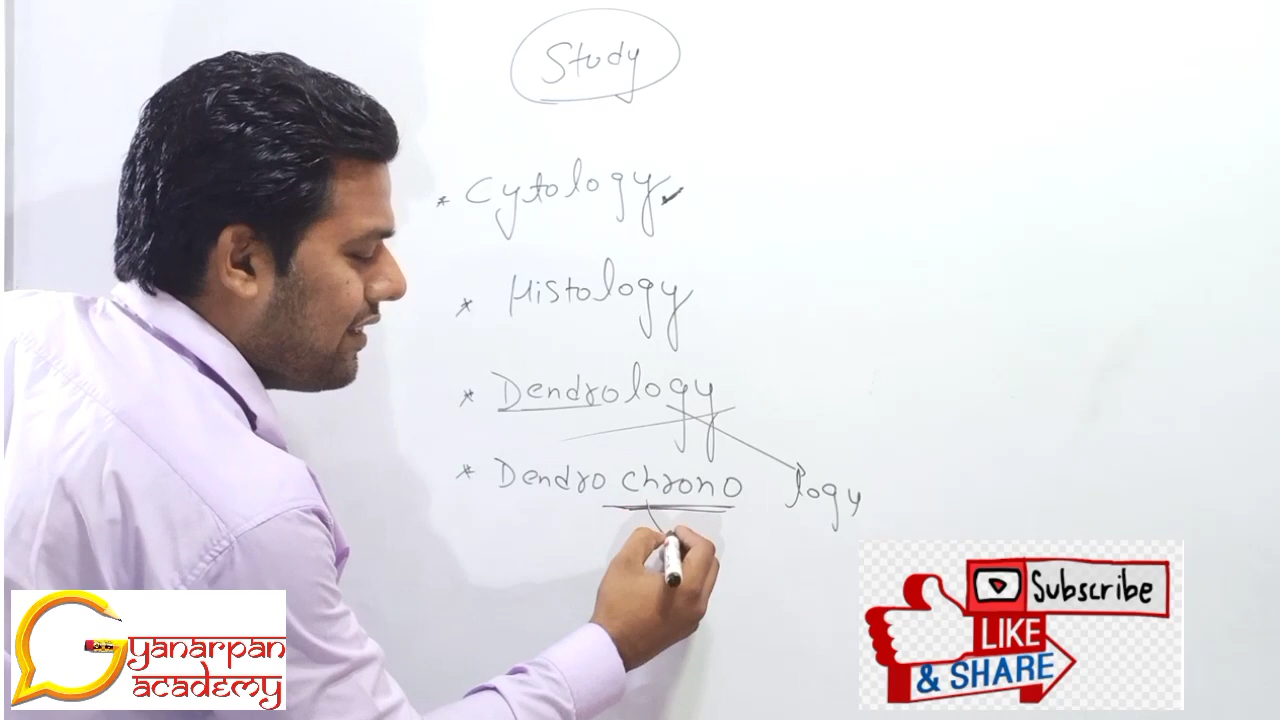 Study
* Cytology
* Histology
* Dendrology
* Dendro chrono logy
Gyanarpan
academy
Subscribe
LIKE
& SHARE